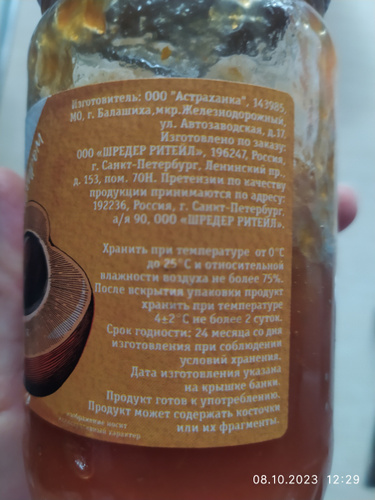 Изготовитель: ООО "Астраханка", 143985,
МО, г. Балашиха, мкр.Железнодорожный,
ул. Автозаводская, д.17.
Изготовлено по заказу:
ООО «ШРЕДЕР РИТЕЙЛ», 196247, Россия,
г. Санкт-Петербург, Ленинский пр.
д. 153, пом. 70Н. Претензии по качеству
продукции принимаются по адресу:
192236, Россия, г. Санкт-Петербург,
а/я 90, ООО «ШРЕДЕР РИТЕЙЛ».
Хранить при температуре от 0°С
до 25°С и относительной
влажности воздуха не более 75%.
После вскрытия упаковки продукт
хранить при температуре
4±2°С не более 2 суток.
Срок годности: 24 месяца со дня
изготовления при соблюдении
условий хранения.
Дата изготовления указана
на крышке банки.
Продукт готов к употреблению.
Продукт может содержать косточки
или их фрагменты.
носит
характер
08.10.2023 12:29